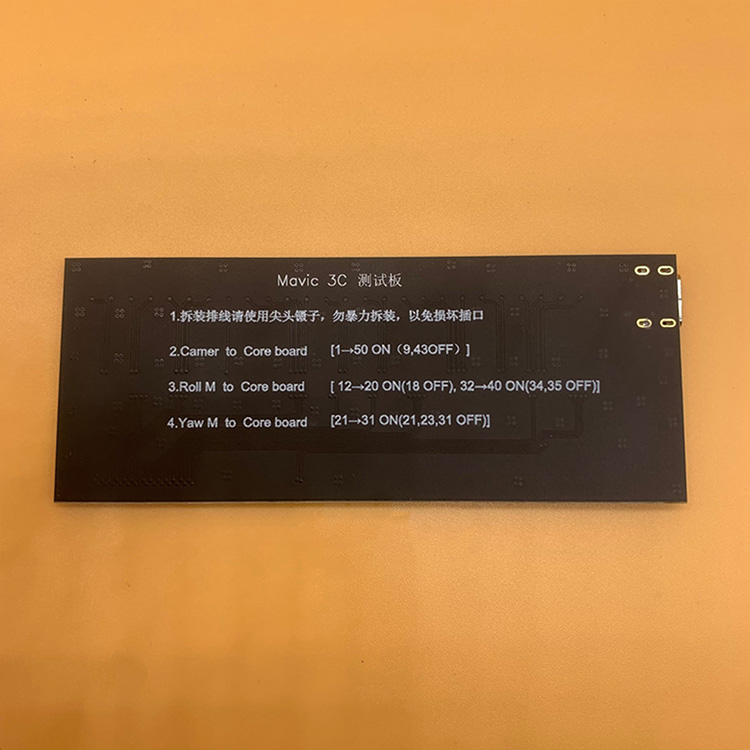 Mavic 3C 测试板
1.拆装排线请使用尖头镊子，勿暴力拆装，以免损坏插口
2.Camer to Core board [1→50 ON（9,43OFF）]
3.Roll M to Core board [ 12→20 ON(18 OFF), 32→40 ON(34,35 OFF)]
4.Yaw M to Core board [21→31 ON(21,23,31 OFF)]